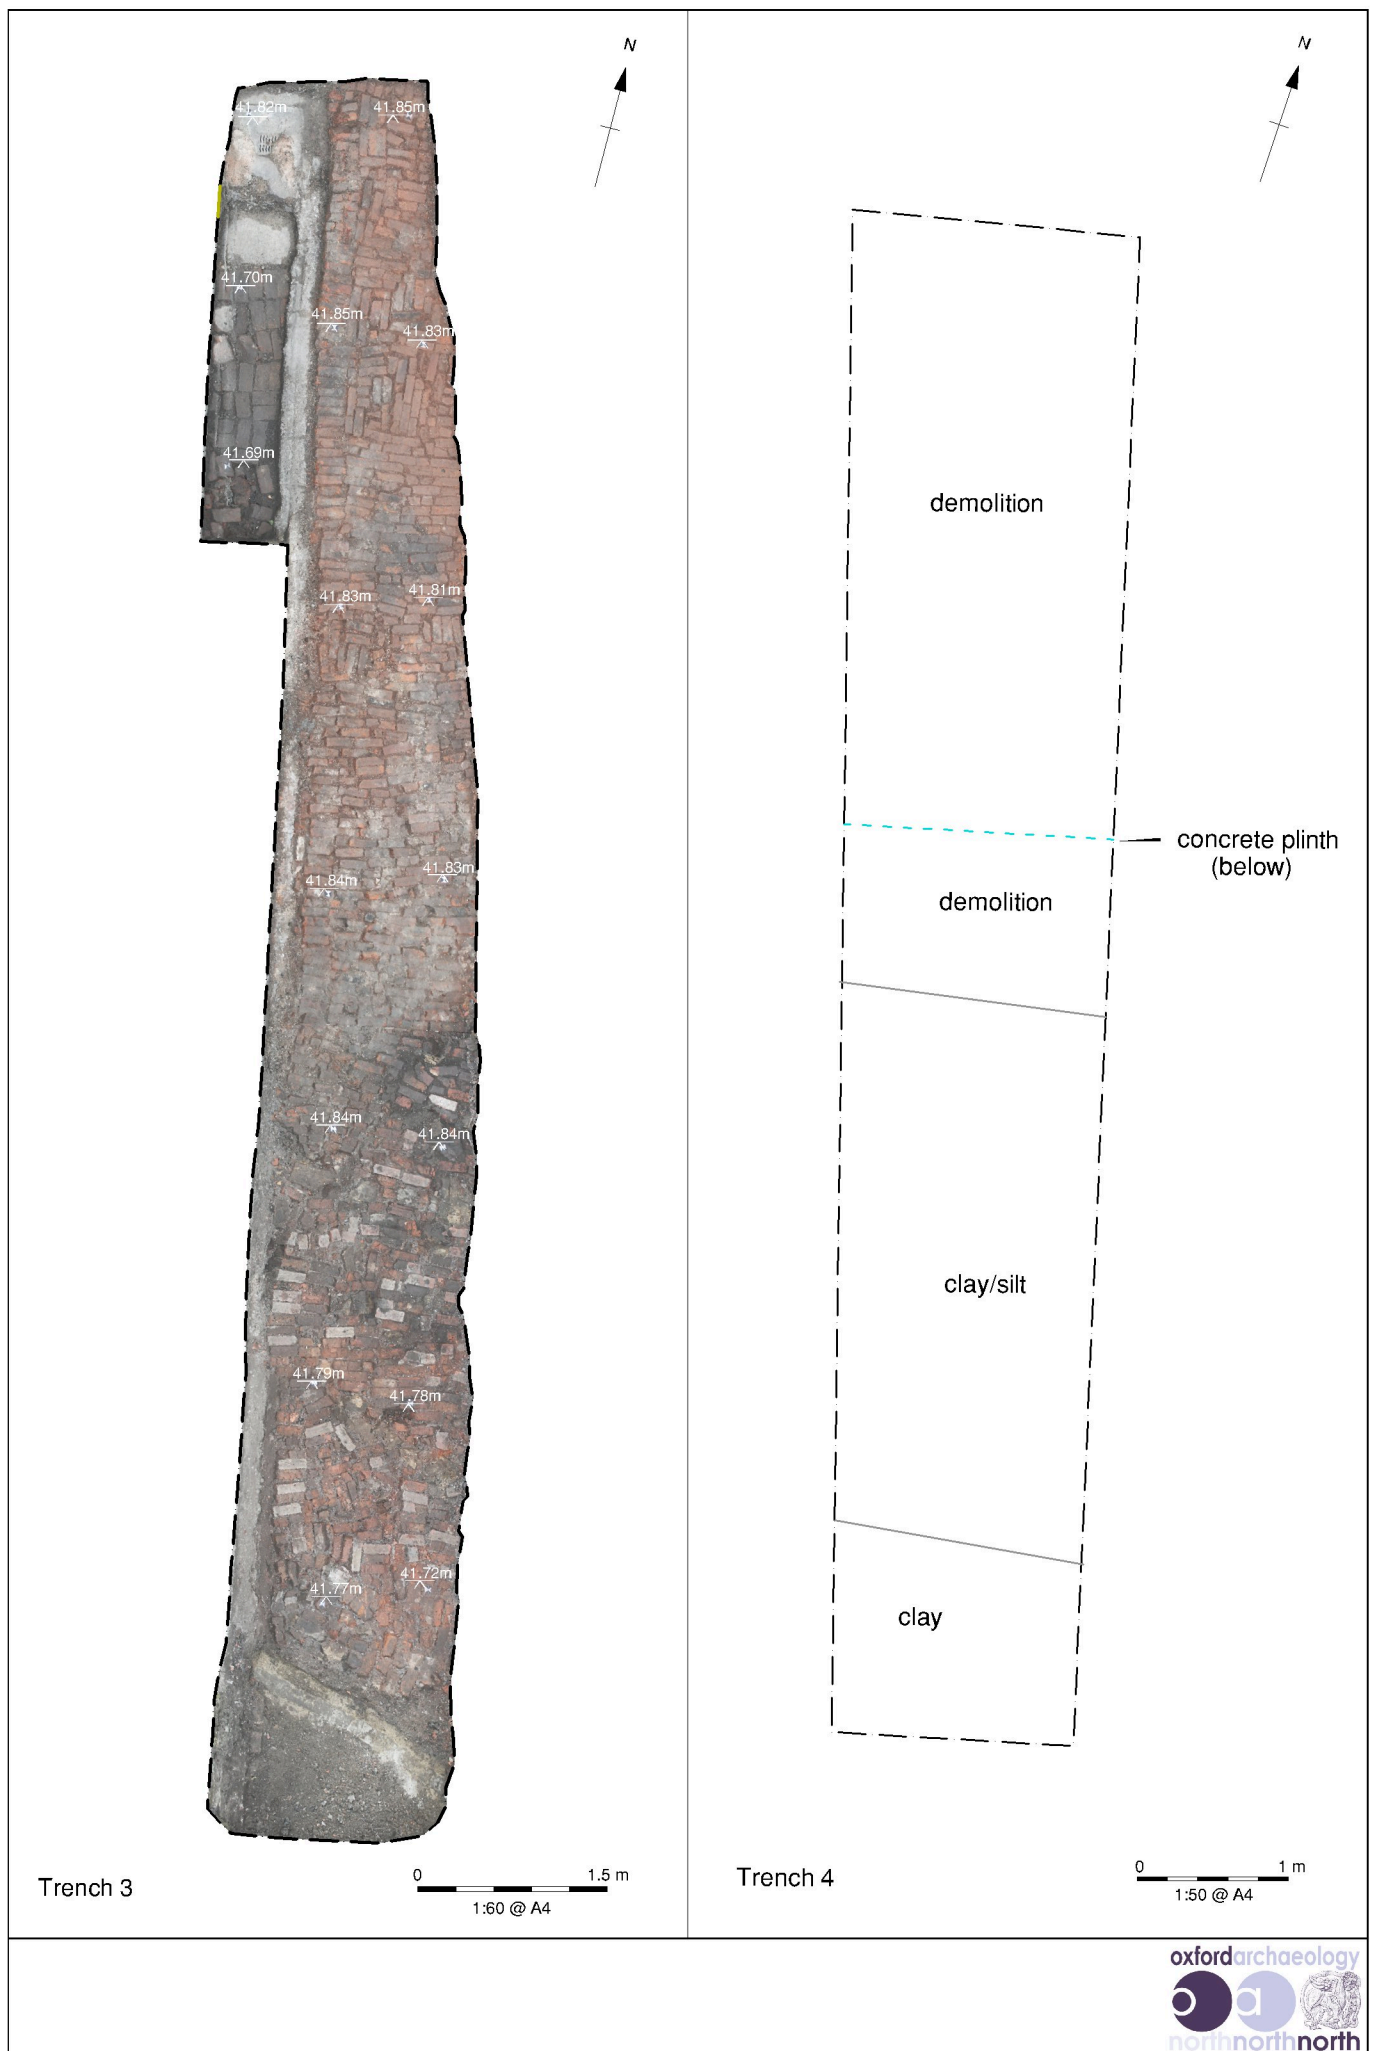 N
41.82m
41.85m
41.70m
41.85m
41.83m
41.69m
41.83m
41.81m
41.84m
41.83m
41.84m
41.84m
41.79m
41.78m
41.77m
41.72m
Trench 3
0 1.5 m
1:60 @ A4
N
demolition
concrete plinth
(below)
demolition
clay/silt
clay
Trench 4
0 1 m
1:50 @ A4
oxfordarchaeology
oa
northnorthnorth